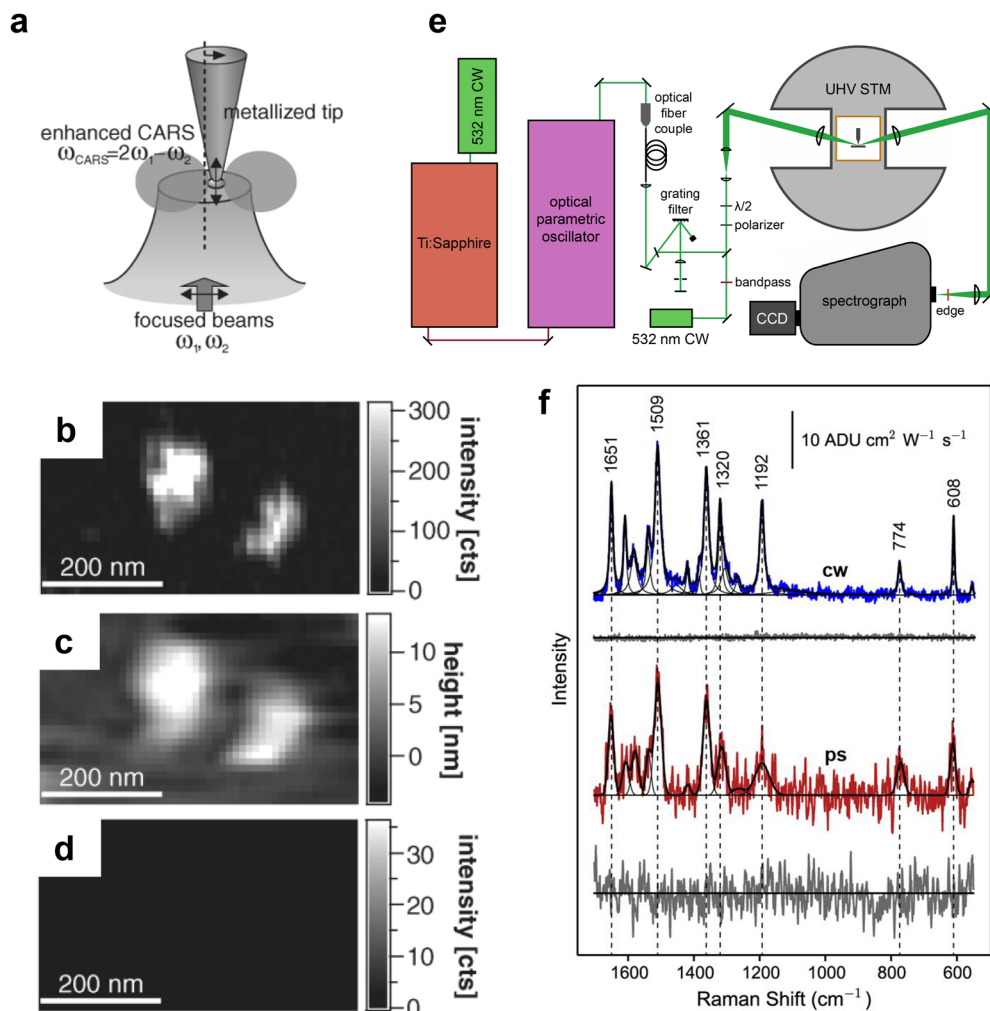 a
metallized tip
enhanced CARS
ωCARS=2ω1−ω2
focused beams
ω1, ω2
b
200 nm
300
200
100
0
intensity [cts]
c
200 nm
10
5
0
height [nm]
d
200 nm
30
20
10
0
intensity [cts]
e
532 nm CW
Ti:Sapphire
optical
parametric
oscillator
optical
fiber
couple
grating
filter
λ/2
polarizer
bandpass
532 nm CW
UHV STM
CCD
spectrograph
edge
f
1651
1509
1361
1320
1192
774
608
10 ADU cm² W⁻¹ s⁻¹
cw
ps
Intensity
1600
1400
1200
1000
800
600
Raman Shift (cm⁻¹)